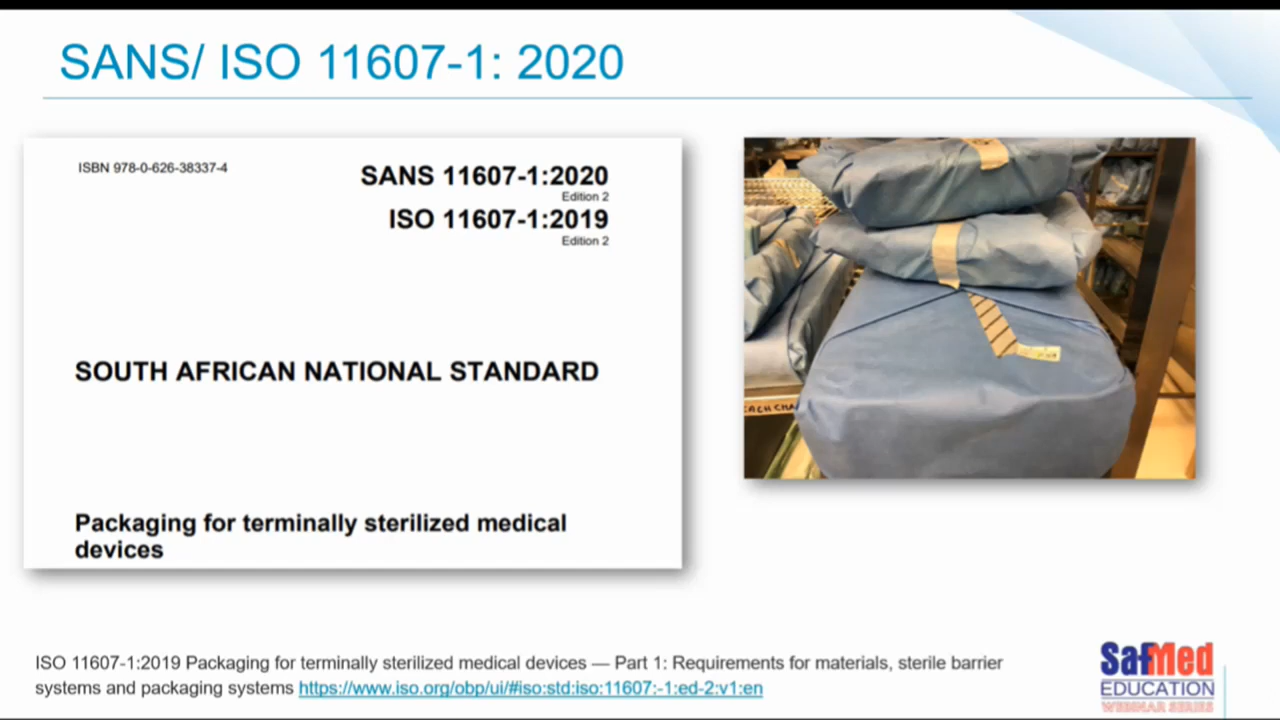 SANS/ ISO 11607-1: 2020
ISBN 978-0-626-38337-4
SANS 11607-1:2020
Edition 2
ISO 11607-1:2019
Edition 2
SOUTH AFRICAN NATIONAL STANDARD
Packaging for terminally sterilized medical
devices
EACH CHA
ISO 11607-1:2019 Packaging for terminally sterilized medical devices — Part 1: Requirements for materials, sterile barrier
systems and packaging systems https://www.iso.org/obp/ui/#iso:std:iso:11607:-1:ed-2:v1:en
SafMed
EDUCATION
WEBINAR SERIES